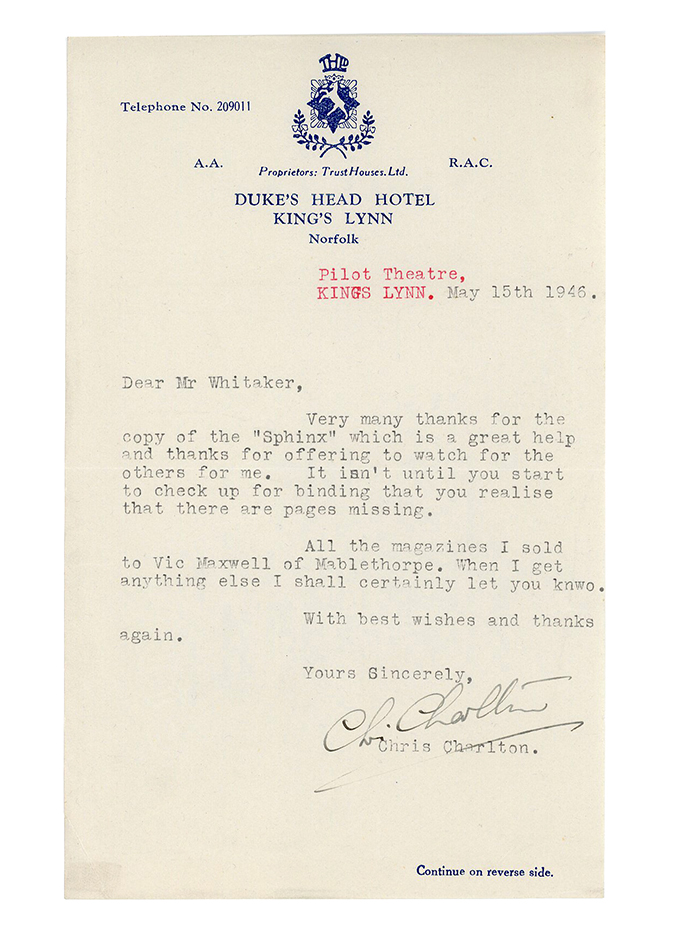 THLD
Telephone No. 209011
A.A.
R.A.C.
Proprietors: Trust Houses. Ltd.
DUKE'S HEAD HOTEL
KING'S LYNN
Norfolk
Pilot Theatre,
KINGS LYNN. May 15th 1946.
Dear Mr Whitaker,
Very many thanks for the
copy of the "Sphinx" which is a great help
and thanks for offering to watch for the
others for me. It isn't until you start
to check up for binding that you realise
that there are pages missing.
All the magazines I sold
to Vic Maxwell of Mablethorpe. When I get
anything else I shall certainly let you knwo.
With best wishes and thanks
again.
Yours Sincerely,
Chris Charlton
Chris Charlton.
Continue on reverse side.